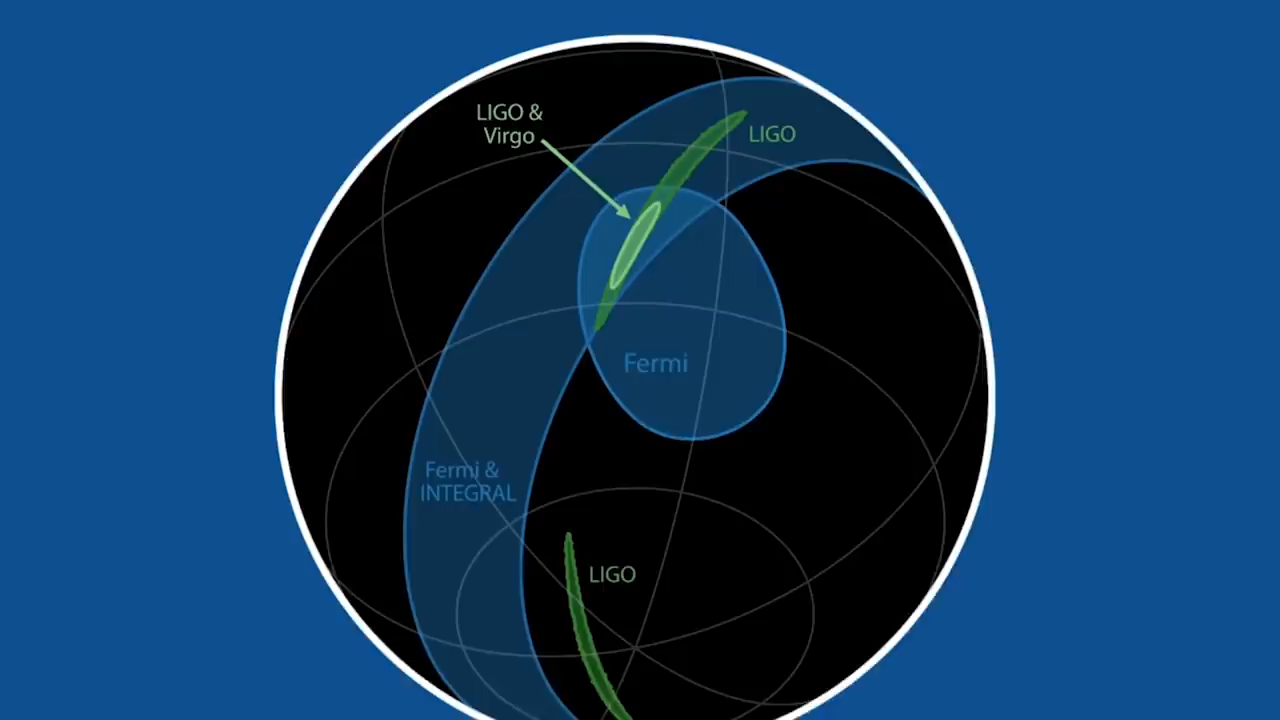 LIGO &
Virgo
LIGO
Fermi
Fermi &
INTEGRAL
LIGO